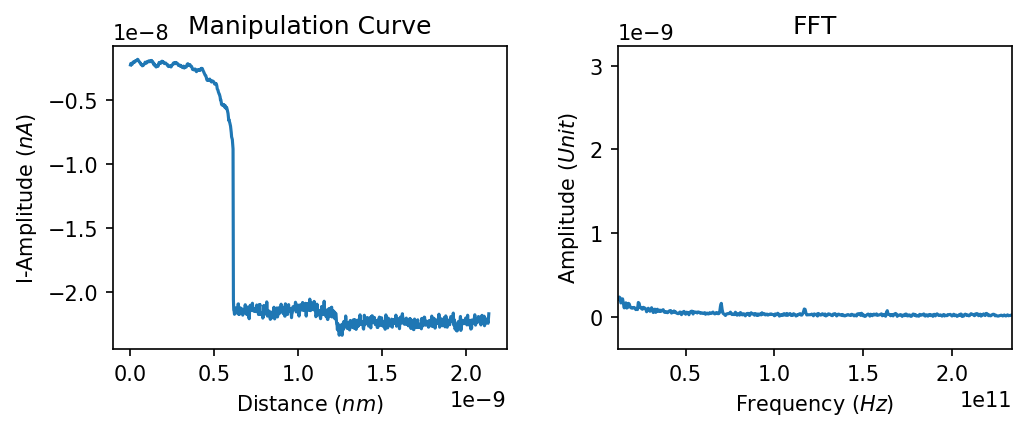 Manipulation Curve
1e−8
I-Amplitude (nA)
−0.5
−1.0
−1.5
−2.0
0.0 0.5 1.0 1.5 2.0
Distance (nm)
1e−9
FFT
1e−9
Amplitude (Unit)
3
2
1
0
0.5 1.0 1.5 2.0
Frequency (Hz)
1e11